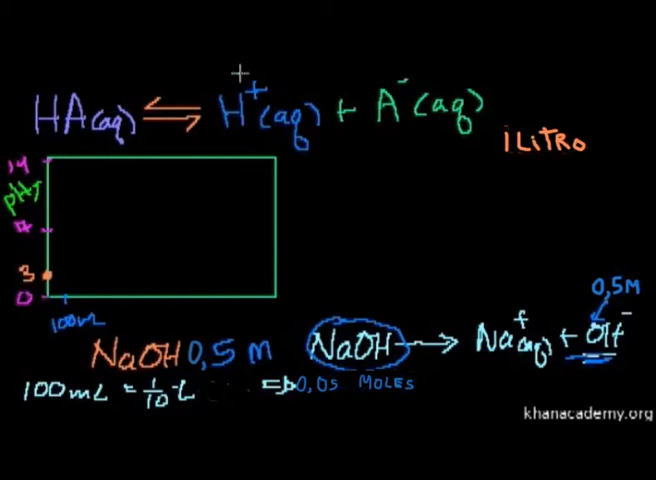 HA(aq) ⇌ H⁺(aq) + A⁻(aq)
1 LiTRO
14
pH
7
3
0
100mL
0,5M
NaOH 0,5 M
NaOH → Na⁺(aq) + OH⁻
100mL = 1/10 L ⇒ 0,05 MOLES
khanacademy.org